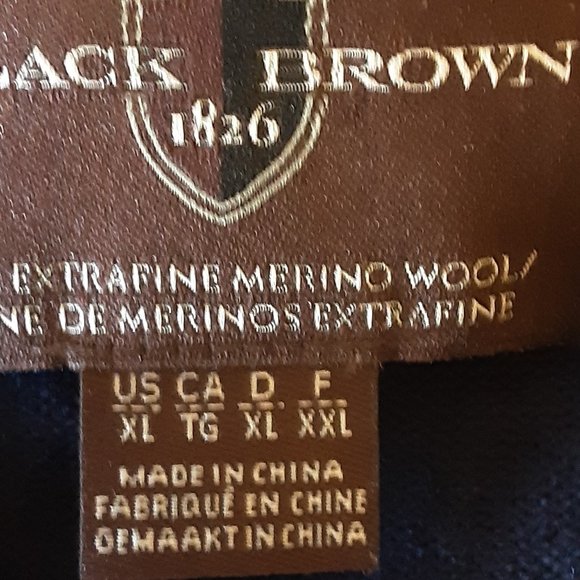 LACK BROWN
1826
EXTRAFINE MERINO WOOL/
NE DE MERINOS EXTRAFINE
US CA D F
XL TG XL XXL
MADE IN CHINA
FABRIQUÉ EN CHINE
GEMAAKT IN CHINA